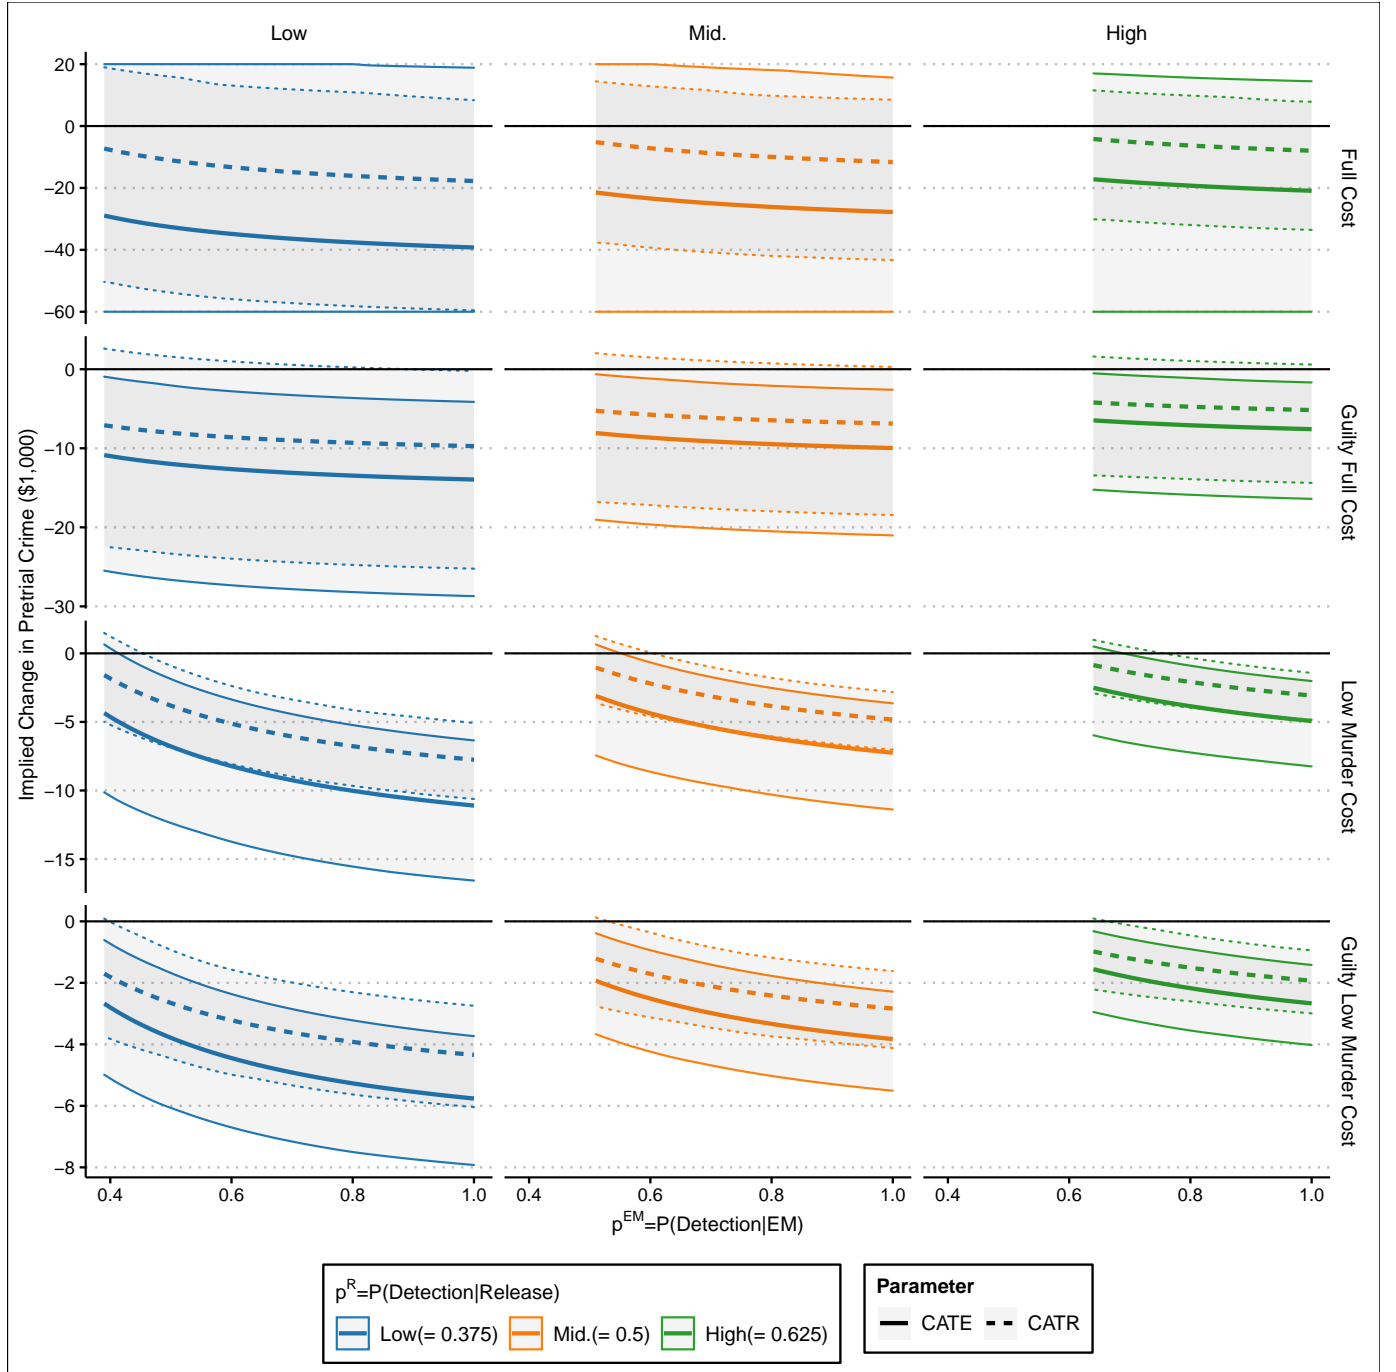 Low Mid. High
20
0
−20
−40
−60
Full Cost
0
−10
−20
−30
Guilty Full Cost
Implied Change in Pretrial Crime ($1,000)
0
−5
−10
−15
Low Murder Cost
0
−2
−4
−6
−8
Guilty Low Murder Cost
0.4 0.6 0.8 1.0 0.4 0.6 0.8 1.0 0.4 0.6 0.8 1.0
p^EM=P(Detection|EM)
p^R=P(Detection|Release)
Low(= 0.375) Mid.(= 0.5) High(= 0.625)
Parameter
CATE CATR